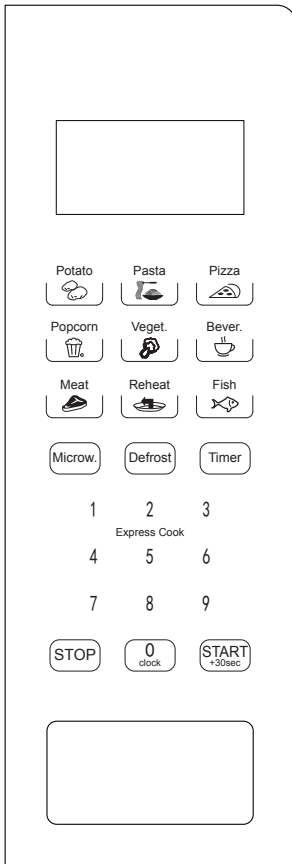 Potato Pasta Pizza
Popcorn Veget. Bever.
Meat Reheat Fish
Microw. Defrost Timer
1 2 3
Express Cook
4 5 6
7 8 9
STOP 0 START
clock +30sec